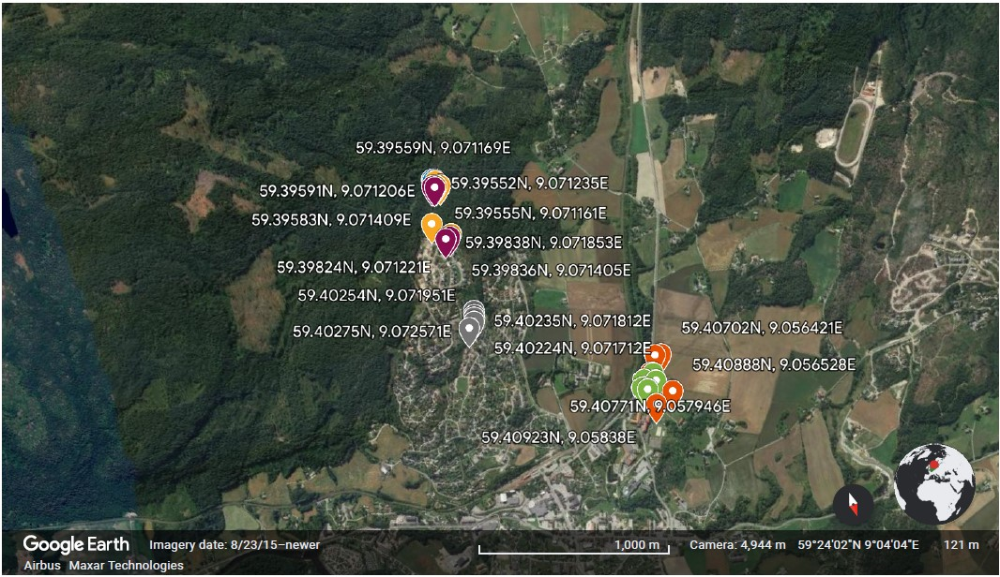 59.39559N, 9.071169E
59.39591N, 9.071206E
59.39552N, 9.071235E
59.39583N, 9.071409E
59.39555N, 9.071161E
59.39838N, 9.071853E
59.39824N, 9.071221E
59.39836N, 9.071405E
59.40254N, 9.071951E
59.40275N, 9.072571E
59.40235N, 9.071812E
59.40702N, 9.056421E
59.40224N, 9.071712E
59.40888N, 9.056528E
59.40771N, 9.057946E
59.40923N, 9.05838E
Google Earth Imagery date: 8/23/15–newer 1,000 m Camera: 4,944 m 59°24'02"N 9°04'04"E 121 m
Airbus Maxar Technologies